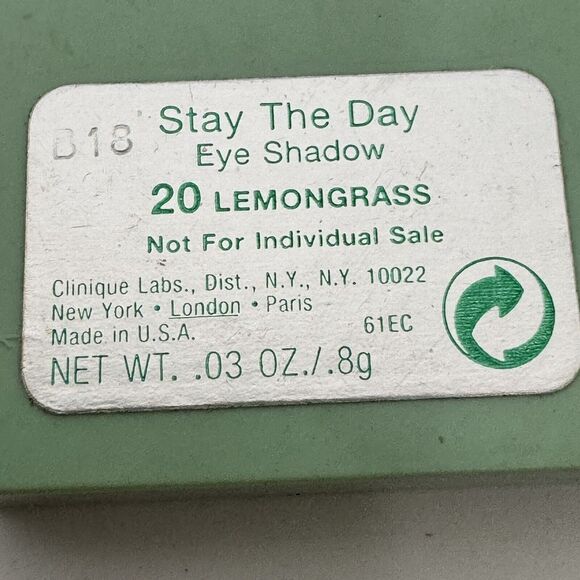 B18
Stay The Day
Eye Shadow
20 LEMONGRASS
Not For Individual Sale
Clinique Labs., Dist., N.Y., N.Y. 10022
New York • London • Paris
Made in U.S.A. 61EC
NET WT. .03 OZ./.8g